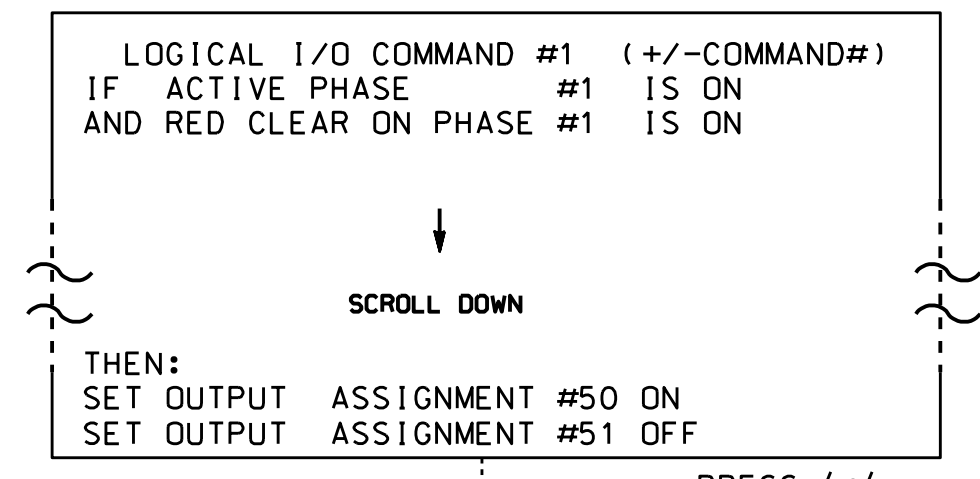 LOGICAL I/O COMMAND #1 (+/-COMMAND#)
IF ACTIVE PHASE #1 IS ON
AND RED CLEAR ON PHASE #1 IS ON
SCROLL DOWN
THEN:
SET OUTPUT ASSIGNMENT #50 ON
SET OUTPUT ASSIGNMENT #51 OFF